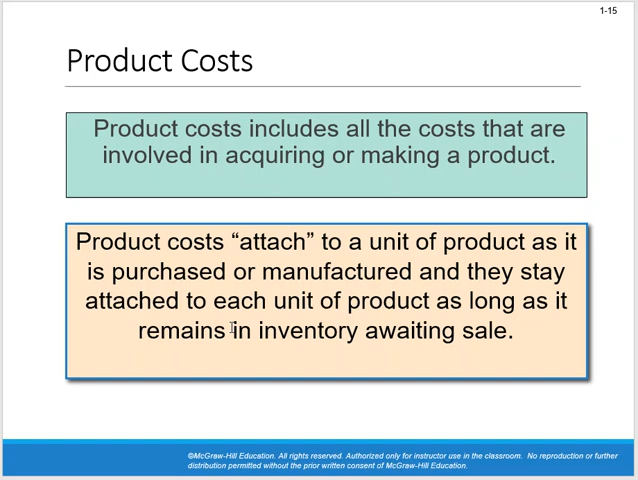 1-15
Product Costs
Product costs includes all the costs that are
involved in acquiring or making a product.
Product costs “attach” to a unit of product as it
is purchased or manufactured and they stay
attached to each unit of product as long as it
remains in inventory awaiting sale.
©McGraw-Hill Education. All rights reserved. Authorized only for instructor use in the classroom. No reproduction or further
distribution permitted without the prior written consent of McGraw-Hill Education.